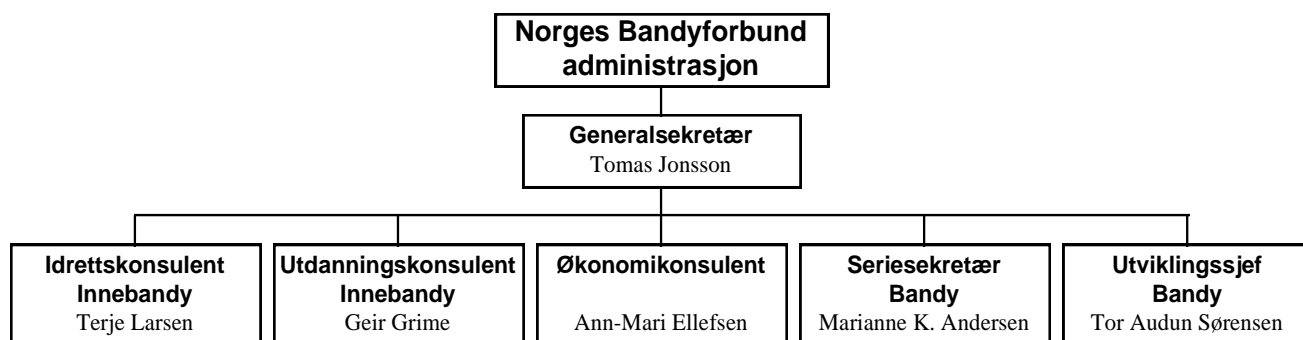 Norges Bandyforbund
administrasjon
Generalsekretær
Tomas Jonsson
Idrettskonsulent
Innebandy
Terje Larsen
Utdanningskonsulent
Innebandy
Geir Grime
Økonomikonsulent
Ann-Mari Ellefsen
Seriesekretær
Bandy
Marianne K. Andersen
Utviklingssjef
Bandy
Tor Audun Sørensen